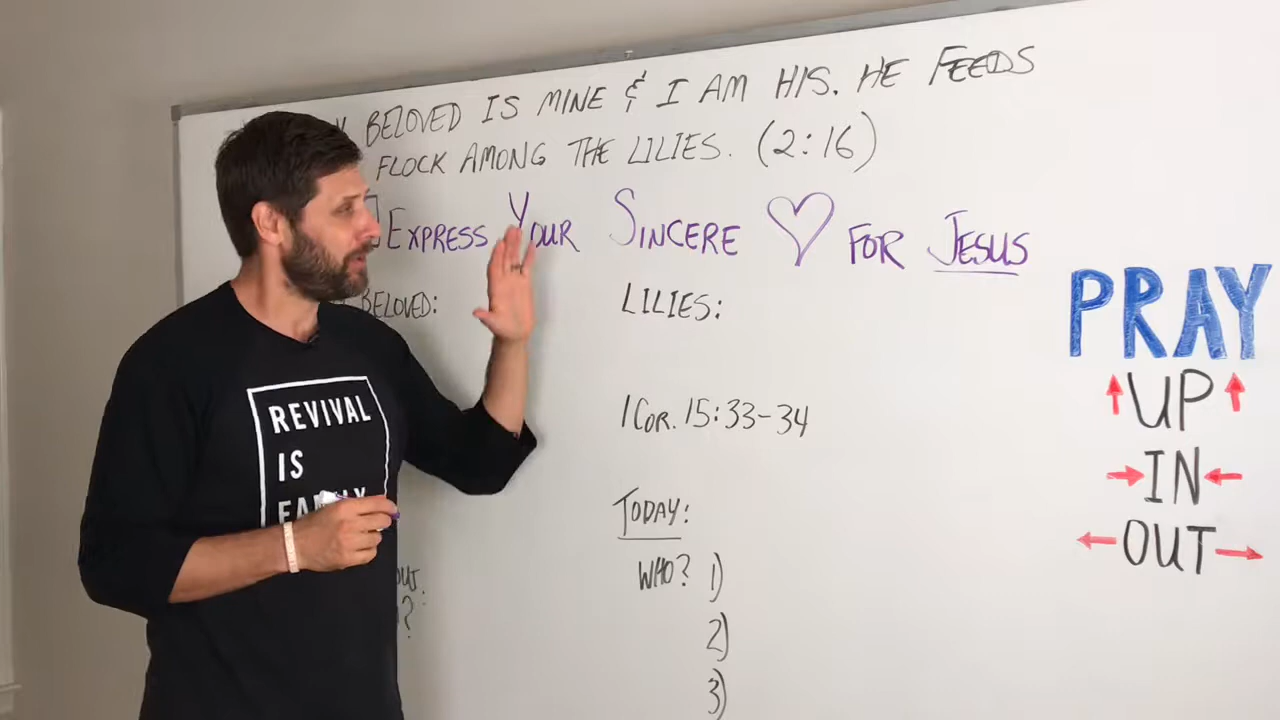 BELOVED IS MINE & I AM HIS. HE FEEDS
FLOCK AMONG THE LILIES. (2:16)
EXPRESS YOUR SINCERE ♡ FOR JESUS
BELOVED:
LILIES:
1 COR. 15:33-34
TODAY:
WHO? 1)
2)
3)
PRAY
↑ UP ↑
→ IN ←
← OUT →
REVIVAL
IS
FAMILY